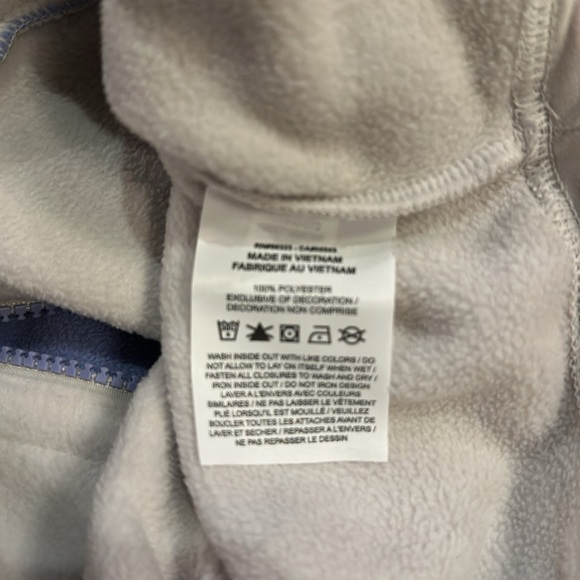 MADE IN VIETNAM
FABRIQUE AU VIETNAM
100% POLYESTER
EXCLUSIVE OF DECORATION /
DECORATION NON COMPRISE
WASH INSIDE OUT WITH LIKE COLORS / DO
NOT ALLOW TO LAY ON ITSELF WHEN WET /
FASTEN ALL CLOSURES TO WASH AND DRY /
IRON INSIDE OUT / DO NOT IRON DESIGN
LAVER A L'ENVERS AVEC COULEURS
SIMILAIRES / NE PAS LAISSER LE VÊTEMENT
PLIÉ LORSQU'IL EST MOUILLÉ / VEUILLEZ
BOUCLER TOUTES LES ATTACHES AVANT DE
LAVER ET SECHER / REPASSER A L'ENVERS /
NE PAS REPASSER LE DESSIN